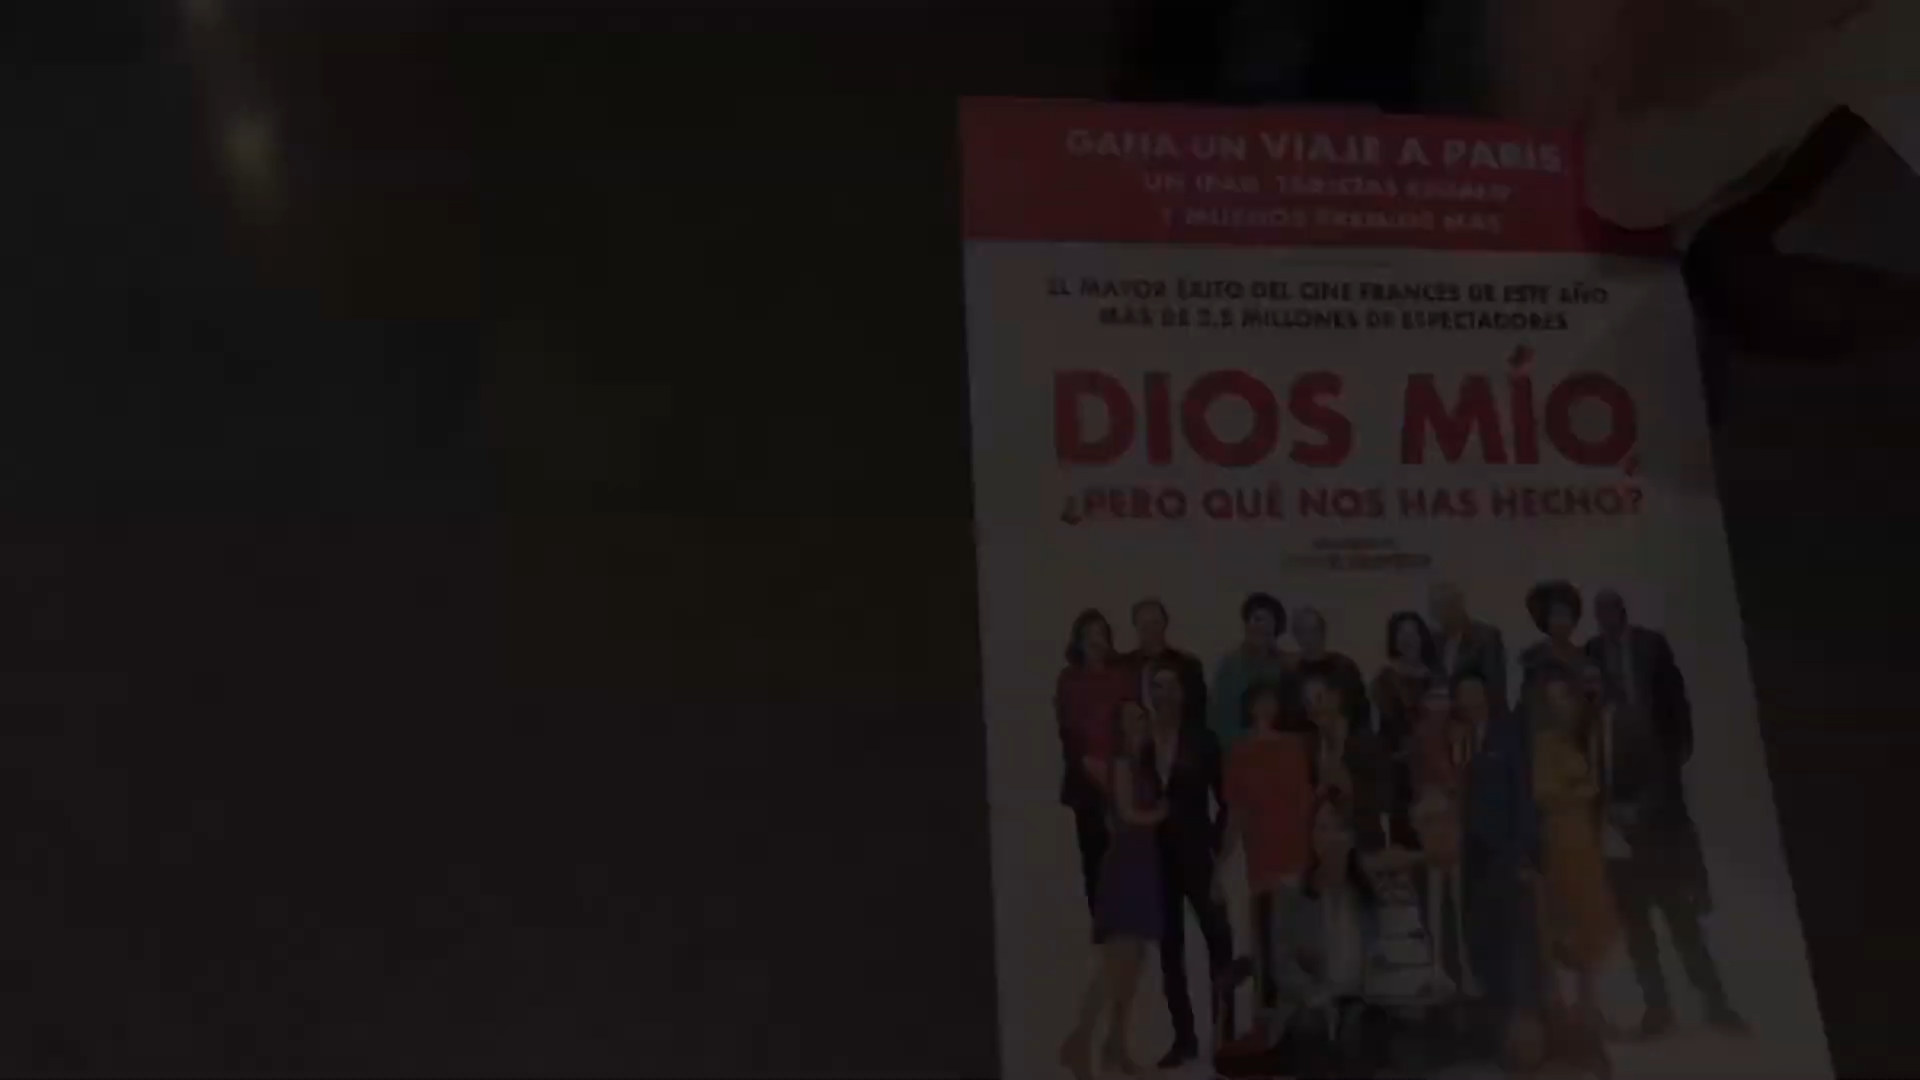 GANA UN VIAJE A PARÍS,
UN IPAD, TARJETAS REGALO
Y MUCHOS PREMIOS MÁS
EL MAYOR ÉXITO DEL CINE FRANCÉS DE ESTE AÑO
MÁS DE 2,5 MILLONES DE ESPECTADORES
DIOS MÍO,
¿PERO QUÉ NOS HAS HECHO?